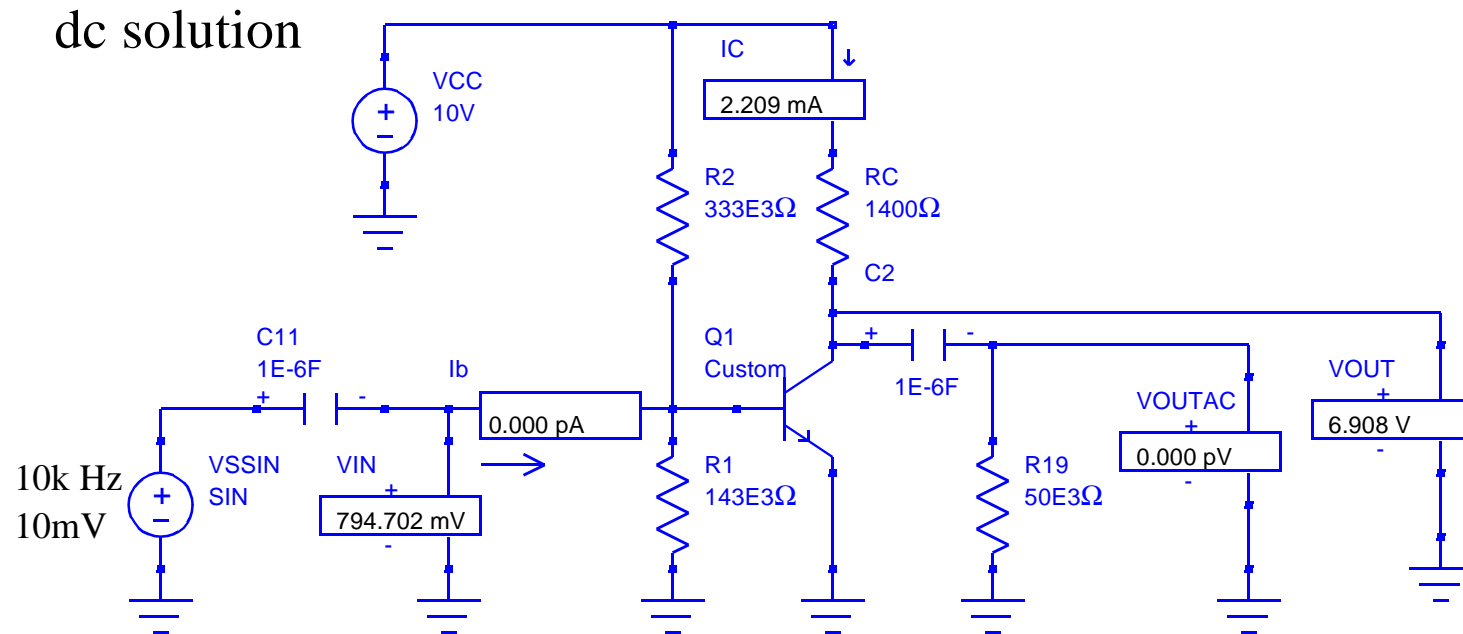 dc solution
IC
2.209 mA
VCC
10V
+
−
R2
333E3Ω
RC
1400Ω
C2
C11
1E-6F
+ -
Ib
0.000 pA
Q1
Custom
+ -
1E-6F
VOUTAC
+
0.000 pV
-
VOUT
+
6.908 V
-
10k Hz
10mV
+
−
VSSIN
SIN
VIN
+
794.702 mV
-
R1
143E3Ω
R19
50E3Ω